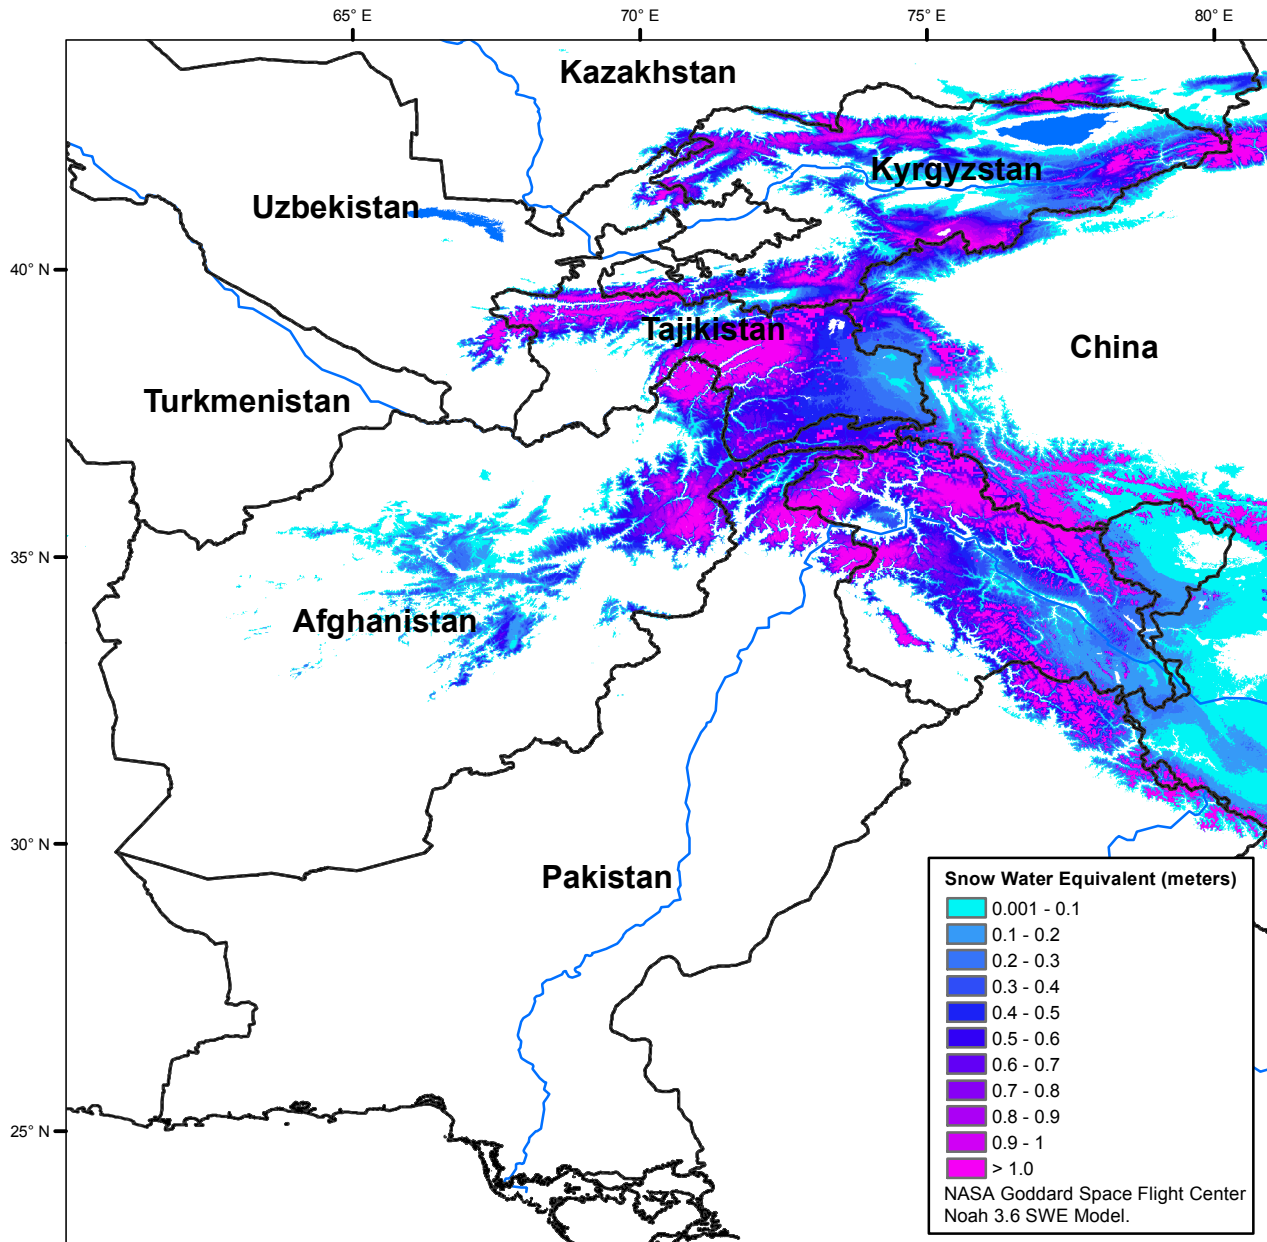 65° E
70° E
75° E
80° E
Kazakhstan
Kyrgyzstan
Uzbekistan
40° N
Tajikistan
China
Turkmenistan
35° N
Afghanistan
30° N
Pakistan
25° N
Snow Water Equivalent (meters)
0.001 - 0.1
0.1 - 0.2
0.2 - 0.3
0.3 - 0.4
0.4 - 0.5
0.5 - 0.6
0.6 - 0.7
0.7 - 0.8
0.8 - 0.9
0.9 - 1
> 1.0
NASA Goddard Space Flight Center
Noah 3.6 SWE Model.